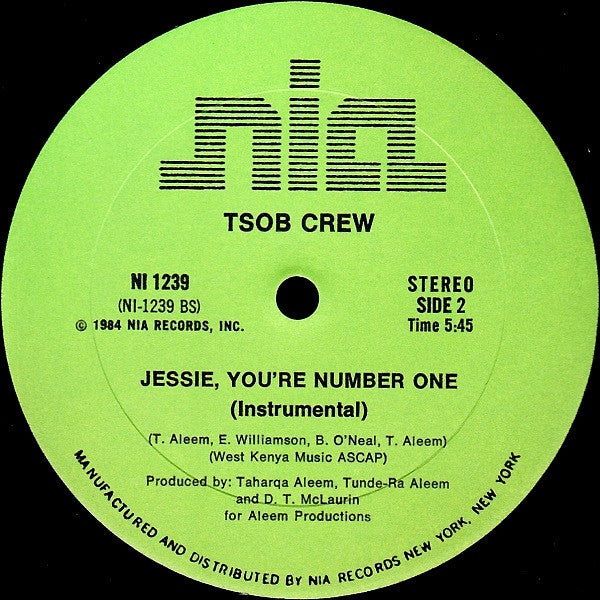 nia
TSOB CREW
NI 1239
(NI-1239 BS)
℗ 1984 NIA RECORDS, INC.
STEREO
SIDE 2
Time 5:45
JESSIE, YOU'RE NUMBER ONE
(Instrumental)
(T. Aleem, E. Williamson, B. O'Neal, T. Aleem)
(West Kenya Music ASCAP)
Produced by: Taharqa Aleem, Tunde-Ra Aleem
and D. T. McLaurin
for Aleem Productions
MANUFACTURED AND DISTRIBUTED BY NIA RECORDS NEW YORK, NEW YORK